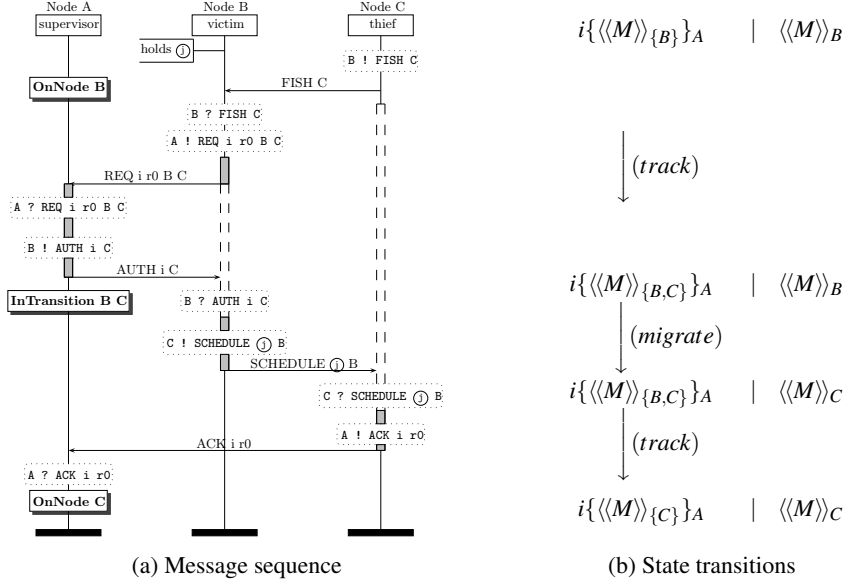 Node A
supervisor
Node B
victim
Node C
thief
holds j
B ! FISH C
OnNode B
FISH C
B ? FISH C
A ! REQ i r0 B C
REQ i r0 B C
A ? REQ i r0 B C
B ! AUTH i C
AUTH i C
InTransition B C
B ? AUTH i C
C ! SCHEDULE j B
SCHEDULE j B
C ? SCHEDULE j B
A ! ACK i r0
ACK i r0
A ? ACK i r0
OnNode C
(a) Message sequence
i{⟨⟨M⟩⟩{B}}A | ⟨⟨M⟩⟩B
(track)
i{⟨⟨M⟩⟩{B,C}}A | ⟨⟨M⟩⟩B
(migrate)
i{⟨⟨M⟩⟩{B,C}}A | ⟨⟨M⟩⟩C
(track)
i{⟨⟨M⟩⟩{C}}A | ⟨⟨M⟩⟩C
(b) State transitions